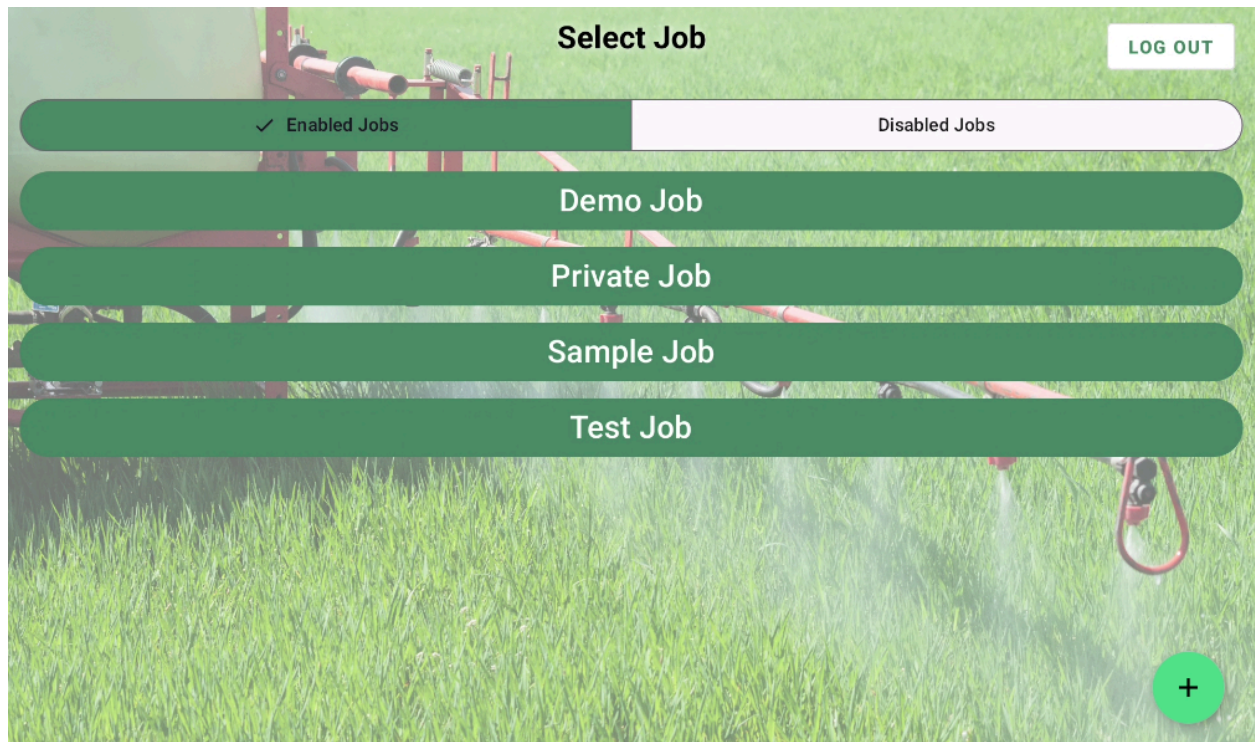 Select Job
LOG OUT
Enabled Jobs
Disabled Jobs
Demo Job
Private Job
Sample Job
Test Job
+